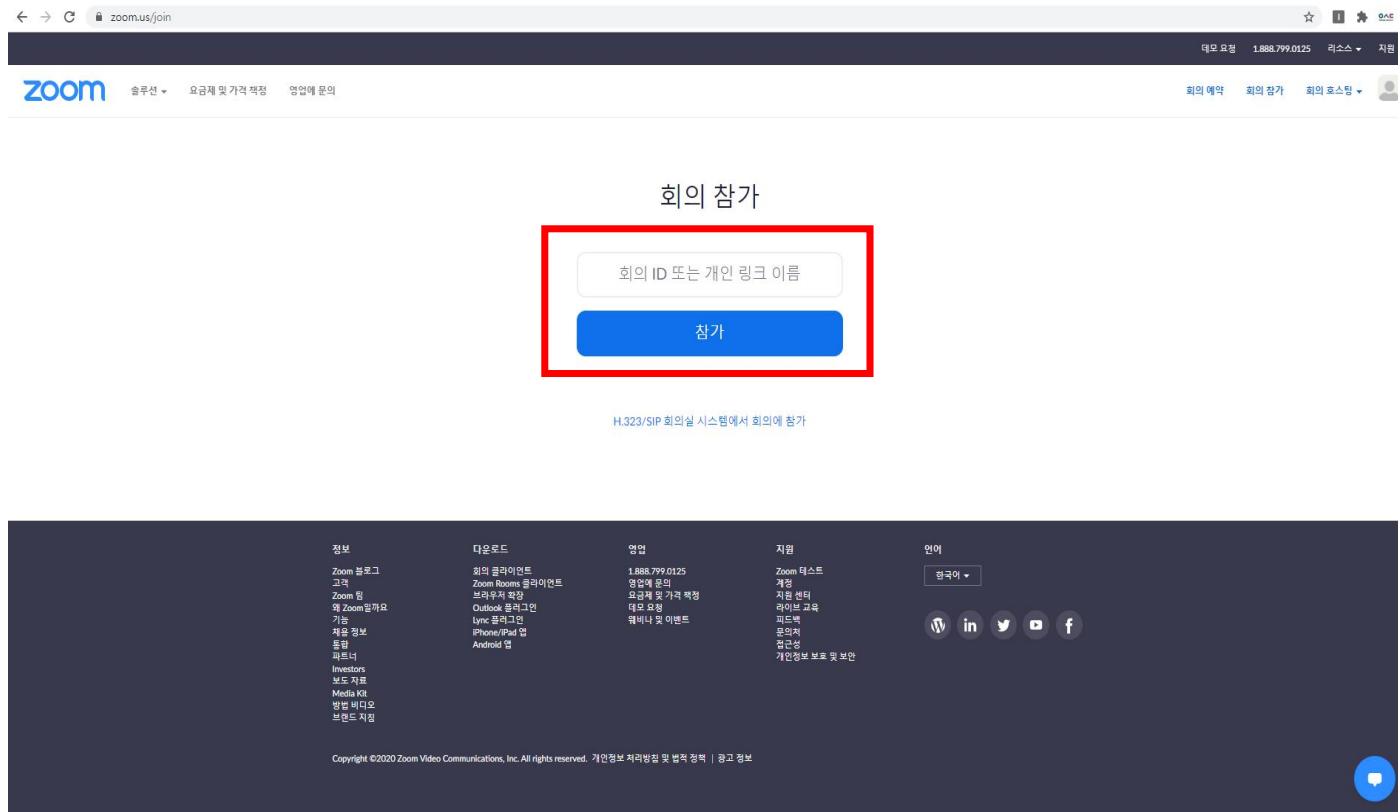 zoom.us/join
데모 요청 1.888.799.0125 리소스 지원
zoom 솔루션 요금제 및 가격 책정 영업에 문의 회의 예약 회의 참가 회의 호스팅
회의 참가
회의 ID 또는 개인 링크 이름
참가
H.323/SIP 회의실 시스템에서 회의에 참가
정보
Zoom 블로그
고객
Zoom 팀
왜 Zoom일까요
기능
채용 정보
통합
파트너
Investors
보도 자료
Media Kit
방법 비디오
브랜드 지침
다운로드
회의 클라이언트
Zoom Rooms 클라이언트
브라우저 확장
Outlook 플러그인
Lync 플러그인
iPhone/iPad 앱
Android 앱
영업
1.888.799.0125
영업에 문의
요금제 및 가격 책정
데모 요청
웨비나 및 이벤트
지원
Zoom 테스트
계정
지원 센터
라이브 교육
피드백
문의처
접근성
개인정보 보호 및 보안
언어
한국어
Copyright ©2020 Zoom Video Communications, Inc. All rights reserved. 개인정보 처리방침 및 법적 정책 | 광고 정보